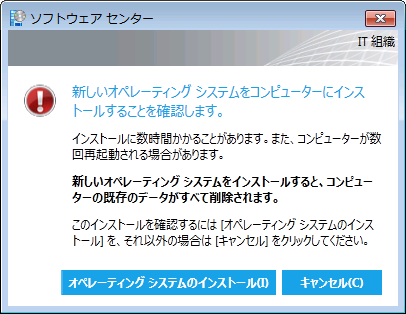 ソフトウェア センター
IT 組織
新しいオペレーティング システムをコンピューターにインス
トールすることを確認します。
インストールに数時間かかることがあります。また、コンピューターが数
回再起動される場合があります。
新しいオペレーティング システムをインストールすると、コンピュー
ターの既存のデータがすべて削除されます。
このインストールを確認するには [オペレーティング システムのインス
トール] を、それ以外の場合は [キャンセル] をクリックしてください。
オペレーティング システムのインストール(I)
キャンセル(C)